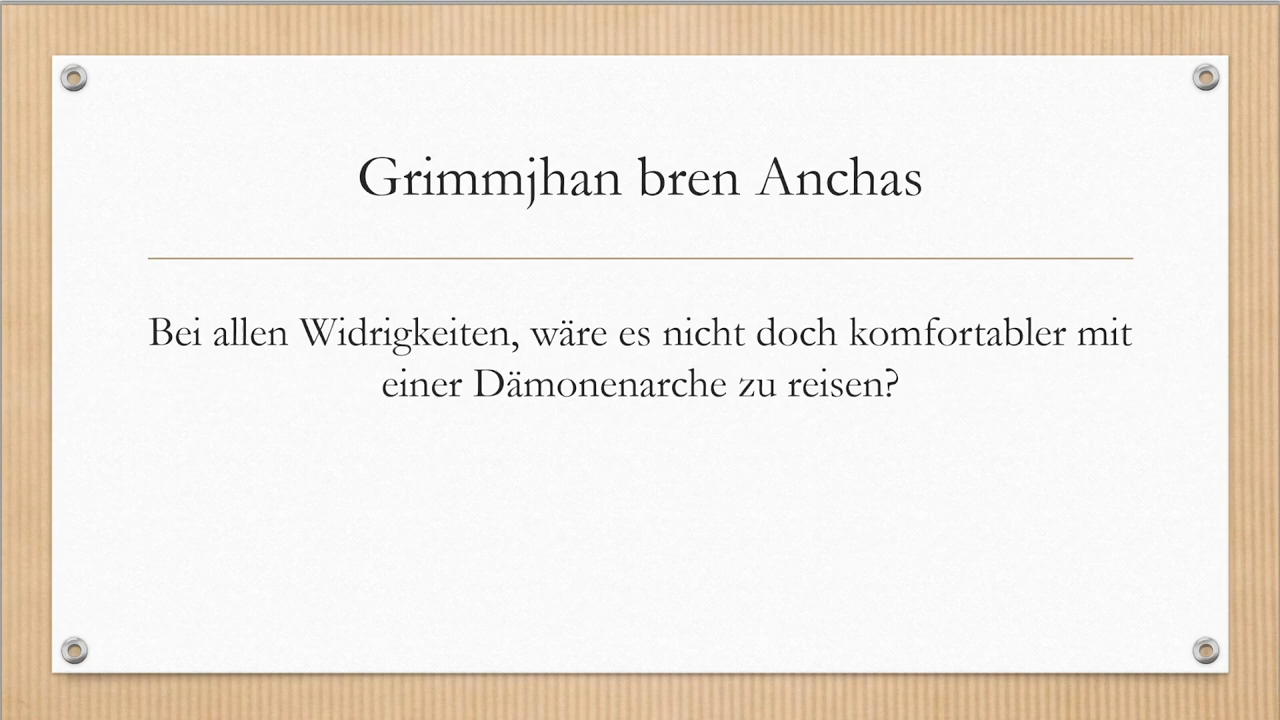 Grimmjhan bren Anchas
Bei allen Widrigkeiten, wäre es nicht doch komfortabler mit
einer Dämonenarche zu reisen?